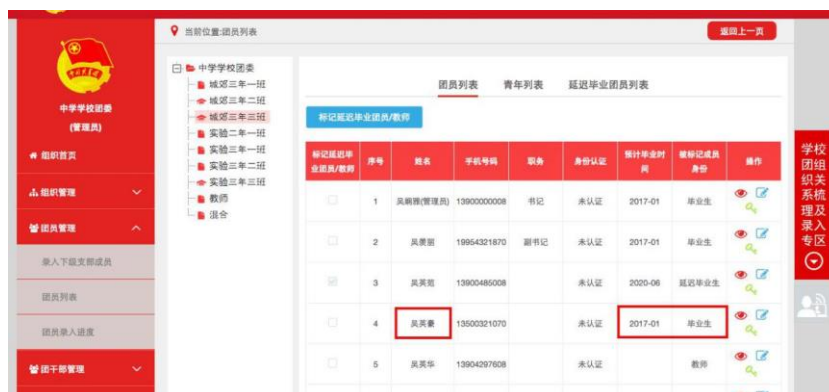 当前位置:团员列表
返回上一页
中学学校团委
(管理员)
组织首页
组织管理
团员管理
录入下级支部成员
团员列表
团员录入进度
团干部管理
中学学校团委
城郊三年一班
城郊三年二班
城郊三年三班
实验二年一班
实验三年一班
实验三年二班
实验三年三班
教师
混合
团员列表 青年列表 延迟毕业团员列表
标记延迟毕业团员/教师
标记延迟毕业团员/教师 序号 姓名 手机号码 职务 身份认证 预计毕业时间 被标记成员身份 操作
1 (管理员) 13900000008 书记 未认证 2017-01 毕业生
2 19954321870 副书记 未认证 2017-01 毕业生
3 13900485008 未认证 2020-06 延迟毕业生
4 吴英豪 13500321070 未认证 2017-01 毕业生
5 吴英华 13904297608 未认证 教师
学校团组织关系梳理及录入专区